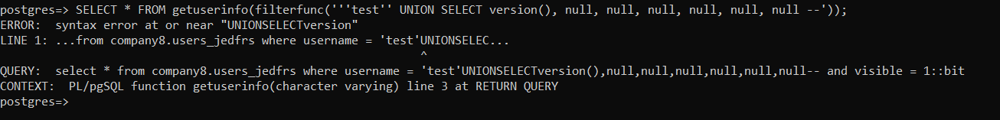 postgres=> SELECT * FROM getuserinfo(filterfunc('''test'' UNION SELECT version(), null, null, null, null, null, null --'));
ERROR:  syntax error at or near "UNIONSELECTversion"
LINE 1: ...from company8.users_jedfrs where username = 'test'UNIONSELEC...
                                                             ^
QUERY:  select * from company8.users_jedfrs where username = 'test'UNIONSELECTversion(),null,null,null,null,null,null-- and visible = 1::bit
CONTEXT:  PL/pgSQL function getuserinfo(character varying) line 3 at RETURN QUERY
postgres=>